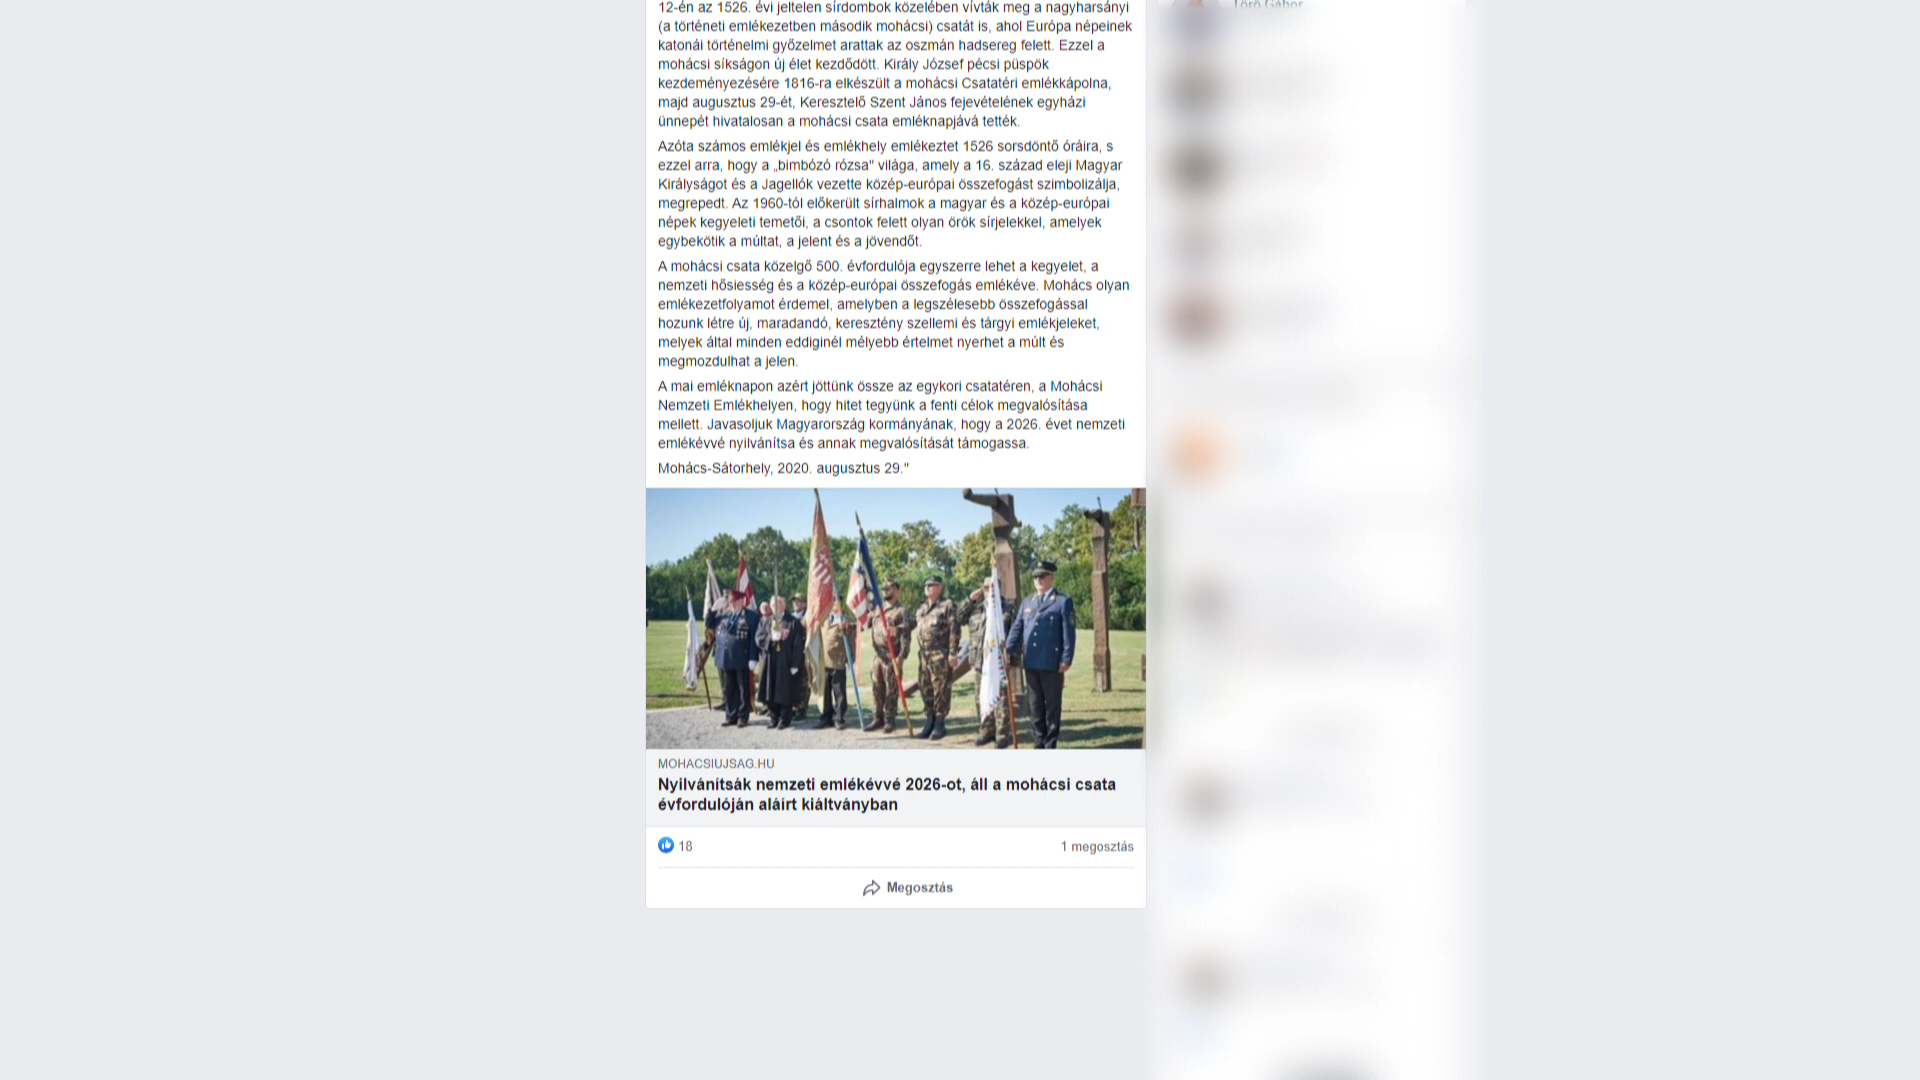 12-én az 1526. évi jeltelen sírdombok közelében vívták meg a nagyharsányi
(a történeti emlékezetben második mohácsi) csatát is, ahol Európa népeinek
katonái történelmi győzelmet arattak az oszmán hadsereg felett. Ezzel a
mohácsi síkságon új élet kezdődött. Király József pécsi püspök
kezdeményezésére 1816-ra elkészült a mohácsi Csatatéri emlékkápolna,
majd augusztus 29-ét, Keresztelő Szent János fejevételének egyházi
ünnepét hivatalosan a mohácsi csata emléknapjává tették.
Azóta számos emlékjel és emlékhely emlékeztet 1526 sorsdöntő óráira, s
ezzel arra, hogy a „bimbózó rózsa" világa, amely a 16. század eleji Magyar
Királyságot és a Jagellók vezette közép-európai összefogást szimbolizálja,
megrepedt. Az 1960-tól előkerült sírhalmok a magyar és a közép-európai
népek kegyeleti temetői, a csontok felett olyan örök sírjelekkel, amelyek
egybekötik a múltat, a jelent és a jövendőt.
A mohácsi csata közelgő 500. évfordulója egyszerre lehet a kegyelet, a
nemzeti hősiesség és a közép-európai összefogás emlékéve. Mohács olyan
emlékezetfolyamot érdemel, amelyben a legszélesebb összefogással
hozunk létre új, maradandó, keresztény szellemi és tárgyi emlékjeleket,
melyek által minden eddiginél mélyebb értelmet nyerhet a múlt és
megmozdulhat a jelen.
A mai emléknapon azért jöttünk össze az egykori csatatéren, a Mohácsi
Nemzeti Emlékhelyen, hogy hitet tegyünk a fenti célok megvalósítása
mellett. Javasoljuk Magyarország kormányának, hogy a 2026. évet nemzeti
emlékévvé nyilvánítsa és annak megvalósítását támogassa.
Mohács-Sátorhely, 2020. augusztus 29."
MOHACSIUJSAG.HU
Nyilvánítsák nemzeti emlékévvé 2026-ot, áll a mohácsi csata
évfordulóján aláírt kiáltványban
18
1 megosztás
Megosztás